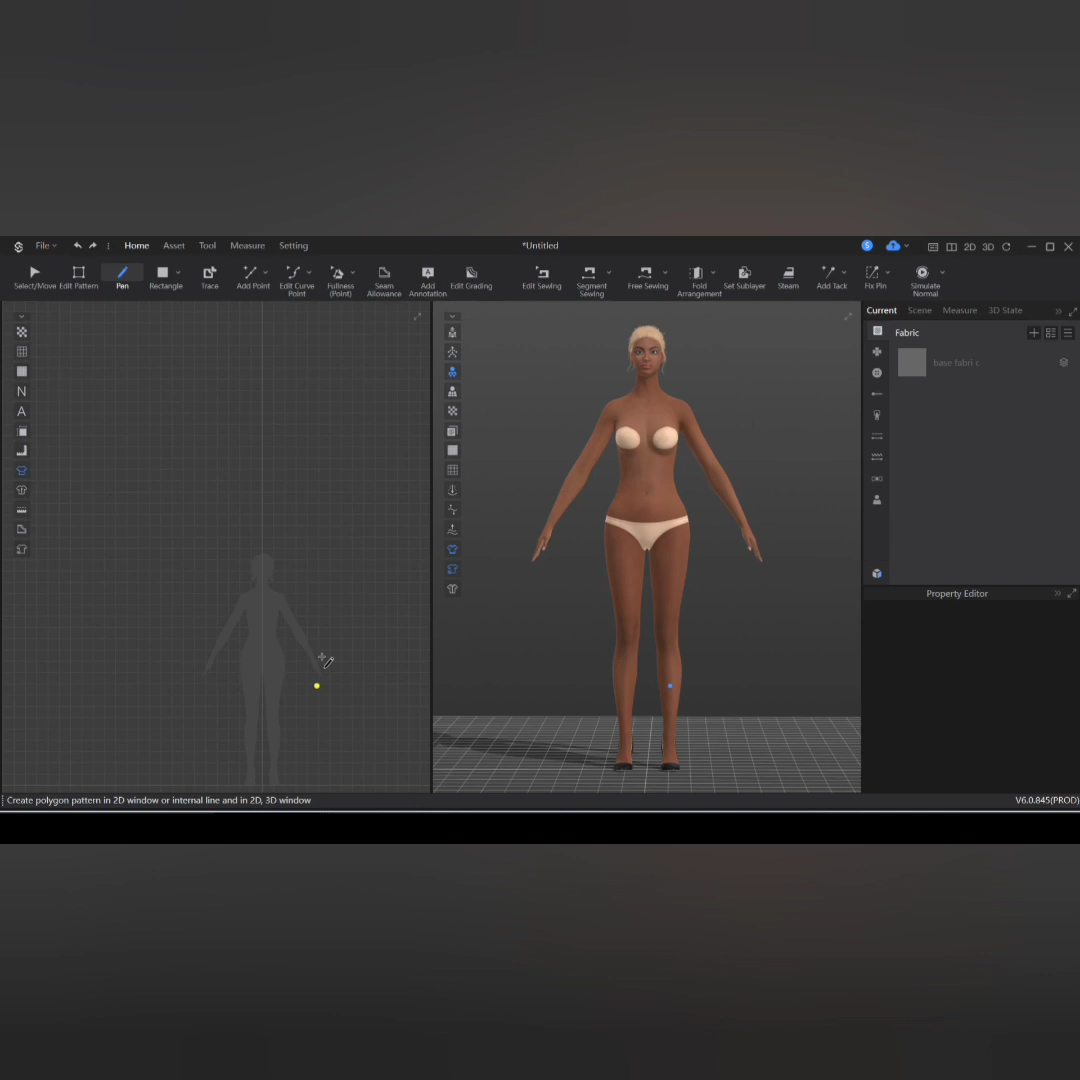 File Home Asset Tool Measure Setting *Untitled S 2D 3D
Select/Move Edit Pattern Pen Rectangle Trace Add Point Edit Curve Point Fullness (Point) Seam Allowance Add Annotation Edit Grading Edit Sewing Segment Sewing Free Sewing Fold Arrangement Set Sublayer Steam Add Tack Fix Pin Simulate Normal
Current Scene Measure 3D State
Fabric
base fabri c
N
A
Property Editor
Create polygon pattern in 2D window or internal line and in 2D, 3D window V6.0.845(PROD)